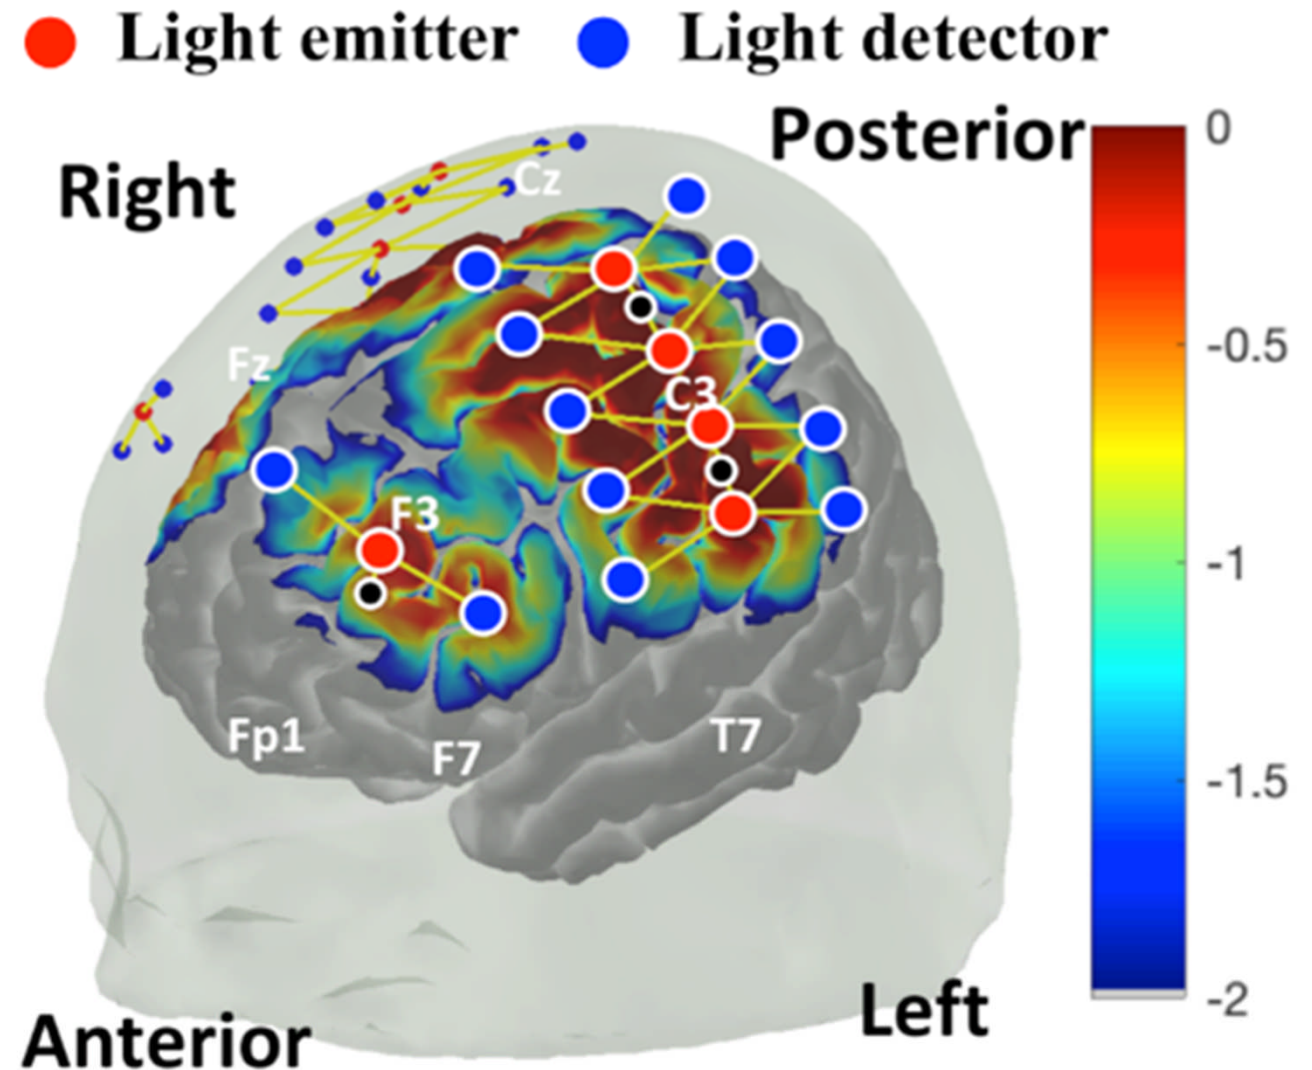 Light emitter Light detector
Posterior
Right
Cz
Fz
C3
F3
Fp1
F7
T7
Left
Anterior
0
-0.5
-1
-1.5
-2